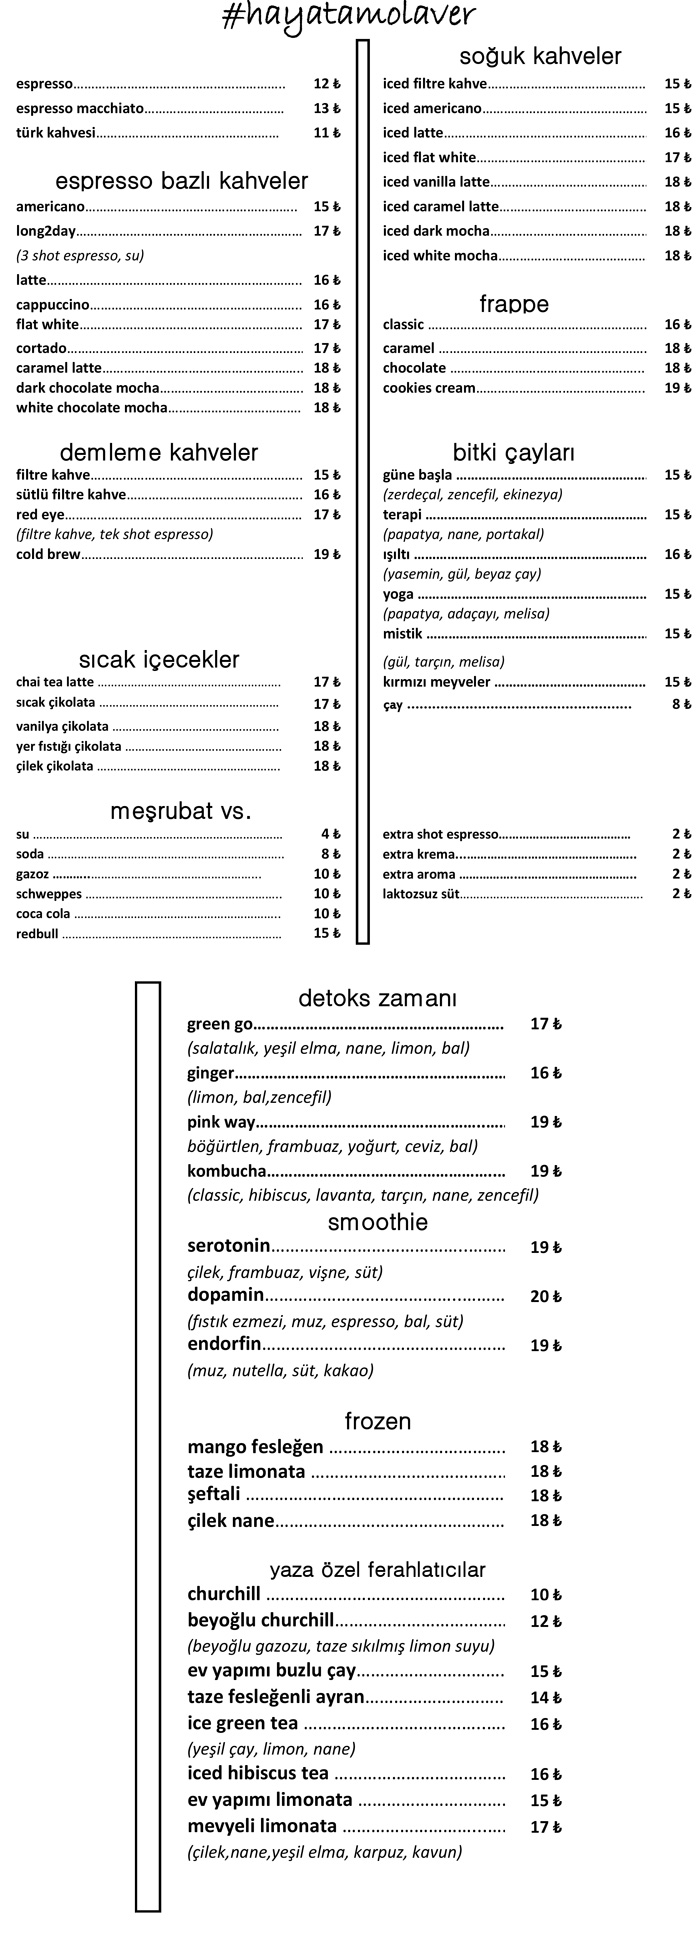 #hayatamolaver
espresso........................................................ 12 ₺
espresso macchiato..................................... 13 ₺
türk kahvesi................................................. 11 ₺
espresso bazlı kahveler
americano......................................................... 15 ₺
long2day............................................................ 17 ₺
(3 shot espresso, su)
latte.................................................................... 16 ₺
cappuccino........................................................ 16 ₺
flat white........................................................... 17 ₺
cortado.............................................................. 17 ₺
caramel latte..................................................... 18 ₺
dark chocolate mocha...................................... 18 ₺
white chocolate mocha................................... 18 ₺
demleme kahveler
filtre kahve........................................................ 15 ₺
sütlü filtre kahve............................................... 16 ₺
red eye............................................................... 17 ₺
(filtre kahve, tek shot espresso)
cold brew........................................................... 19 ₺
sıcak içecekler
chai tea latte ................................................. 17 ₺
sıcak çikolata ................................................ 17 ₺
vanilya çikolata ............................................. 18 ₺
yer fıstığı çikolata .......................................... 18 ₺
çilek çikolata ................................................. 18 ₺
meşrubat vs.
su ................................................................... 4 ₺
soda ............................................................... 8 ₺
gazoz ..................................................... 10 ₺
schweppes .................................................... 10 ₺
coca cola ....................................................... 10 ₺
redbull ........................................................... 15 ₺
soğuk kahveler
iced filtre kahve.......................................... 15 ₺
iced americano............................................ 15 ₺
iced latte...................................................... 16 ₺
iced flat white............................................. 17 ₺
iced vanilla latte.......................................... 18 ₺
iced caramel latte....................................... 18 ₺
iced dark mocha.......................................... 18 ₺
iced white mocha....................................... 18 ₺
frappe
classic .......................................................... 16 ₺
caramel ....................................................... 18 ₺
chocolate .................................................... 18 ₺
cookies cream............................................. 19 ₺
bitki çayları
güne başla ................................................... 15 ₺
(zerdeçal, zencefil, ekinezya)
terapi ........................................................... 15 ₺
(papatya, nane, portakal)
ışıltı .............................................................. 16 ₺
(yasemin, gül, beyaz çay)
yoga ............................................................. 15 ₺
(papatya, adaçayı, melisa)
mistik ........................................................... 15 ₺
(gül, tarçın, melisa)
kırmızı meyveler ........................................ 15 ₺
çay ................................................... 8 ₺
extra shot espresso................................... 2 ₺
extra krema................................................ 2 ₺
extra aroma ............................................... 2 ₺
laktozsuz süt................................................ 2 ₺
detoks zamanı
green go...................................................... 17 ₺
(salatalık, yeşil elma, nane, limon, bal)
ginger.......................................................... 16 ₺
(limon, bal,zencefil)
pink way...................................................... 19 ₺
böğürtlen, frambuaz, yoğurt, ceviz, bal)
kombucha................................................... 19 ₺
(classic, hibiscus, lavanta, tarçın, nane, zencefil)
smoothie
serotonin.............................................. 19 ₺
çilek, frambuaz, vişne, süt)
dopamin............................................... 20 ₺
(fıstık ezmezi, muz, espresso, bal, süt)
endorfin................................................ 19 ₺
(muz, nutella, süt, kakao)
frozen
mango fesleğen .................................. 18 ₺
taze limonata ...................................... 18 ₺
şeftali ................................................... 18 ₺
çilek nane............................................. 18 ₺
yaza özel ferahlatıcılar
churchill ............................................... 10 ₺
beyoğlu churchill................................. 12 ₺
(beyoğlu gazozu, taze sıkılmış limon suyu)
ev yapımı buzlu çay............................. 15 ₺
taze fesleğenli ayran........................... 14 ₺
ice green tea ....................................... 16 ₺
(yeşil çay, limon, nane)
iced hibiscus tea ................................. 16 ₺
ev yapımı limonata ............................. 15 ₺
mevyeli limonata ................................ 17 ₺
(çilek,nane,yeşil elma, karpuz, kavun)